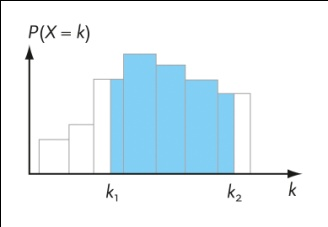 P(X = k)
k₁
k₂
k